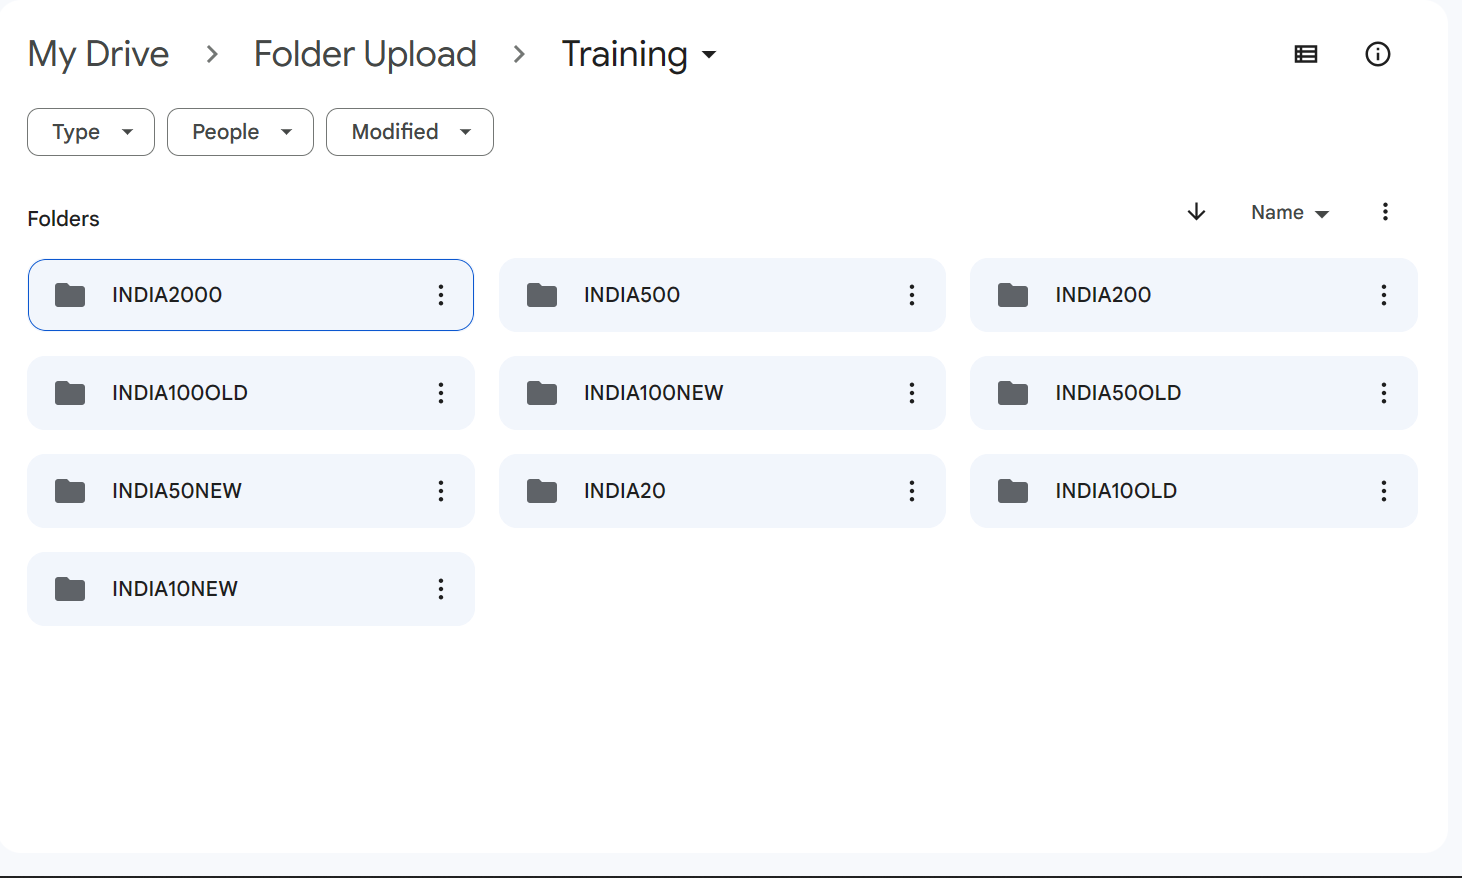 My Drive > Folder Upload > Training
Type People Modified
Folders Name
INDIA2000 INDIA500 INDIA200
INDIA100OLD INDIA100NEW INDIA50OLD
INDIA50NEW INDIA20 INDIA10OLD
INDIA10NEW